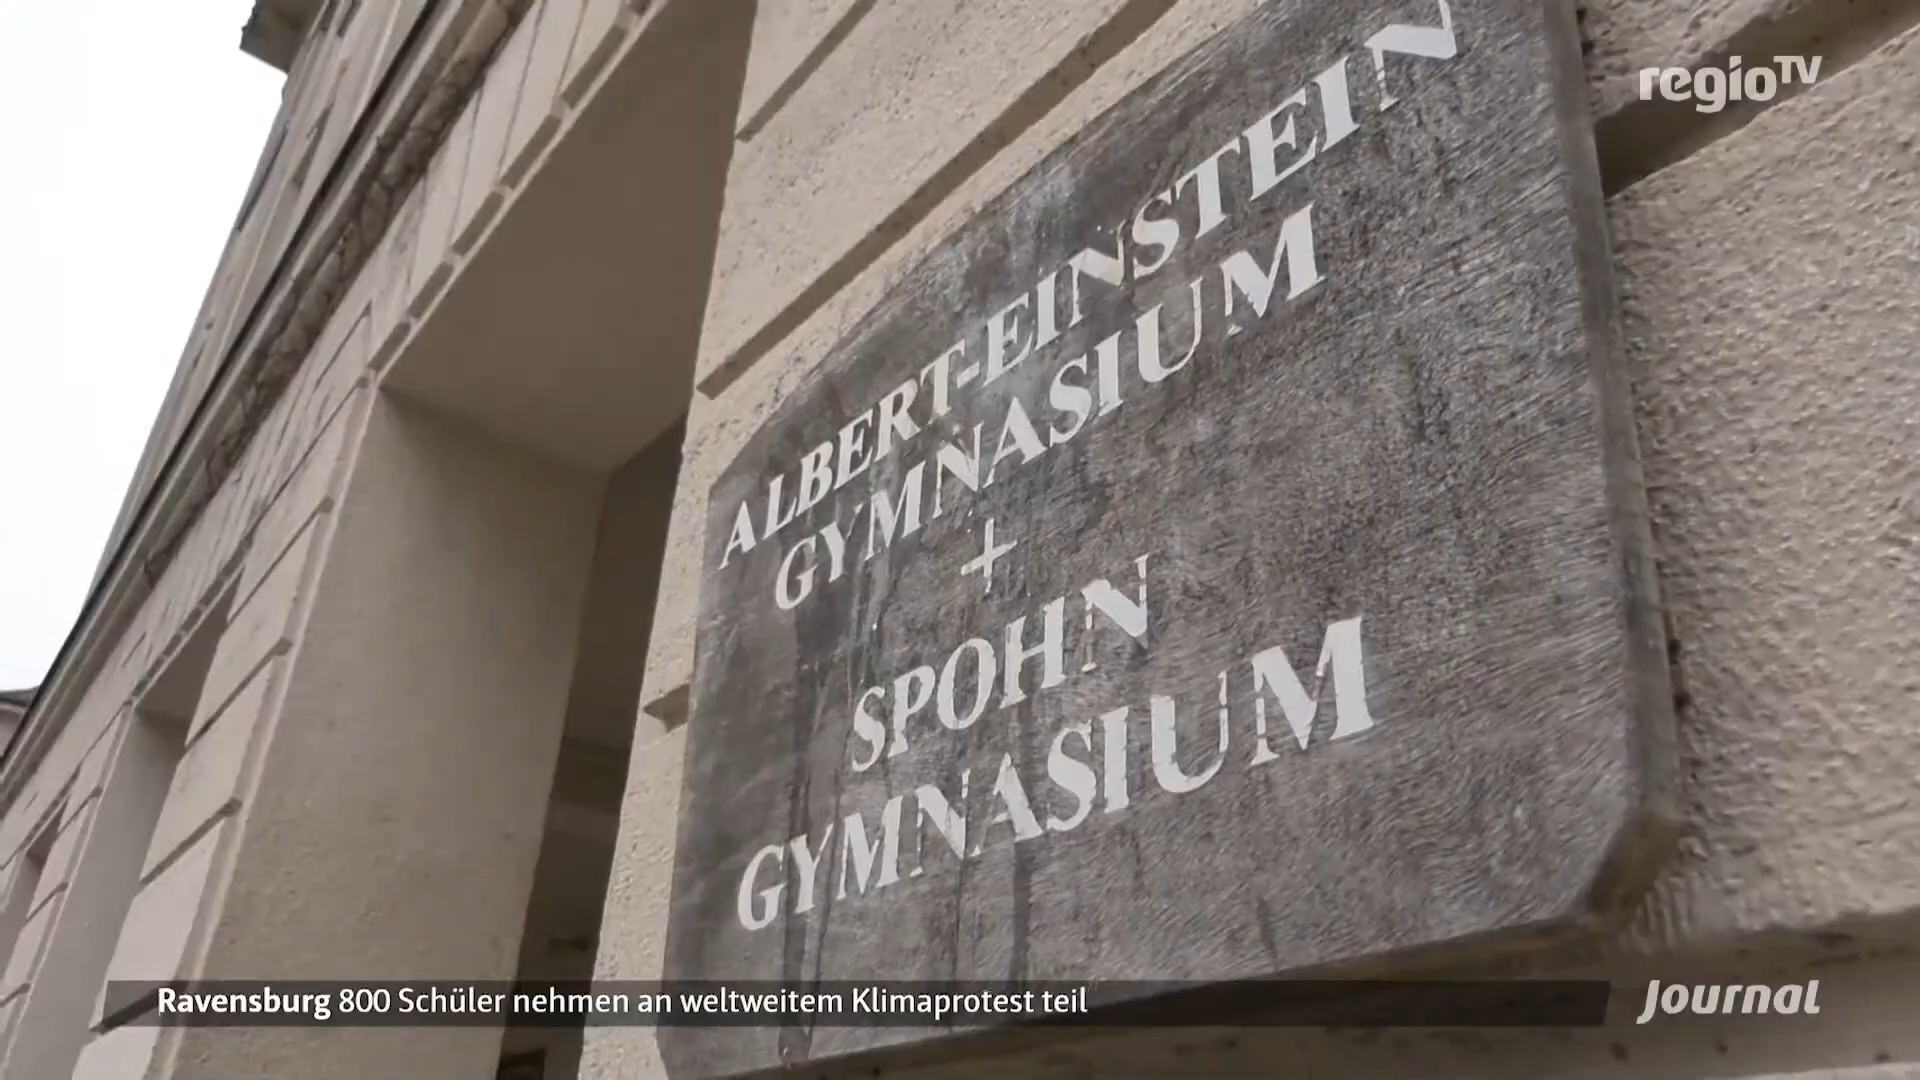 regioTV
ALBERT-EINSTEIN
GYMNASIUM
+
SPOHN
GYMNASIUM
Ravensburg 800 Schüler nehmen an weltweitem Klimaprotest teil
Journal